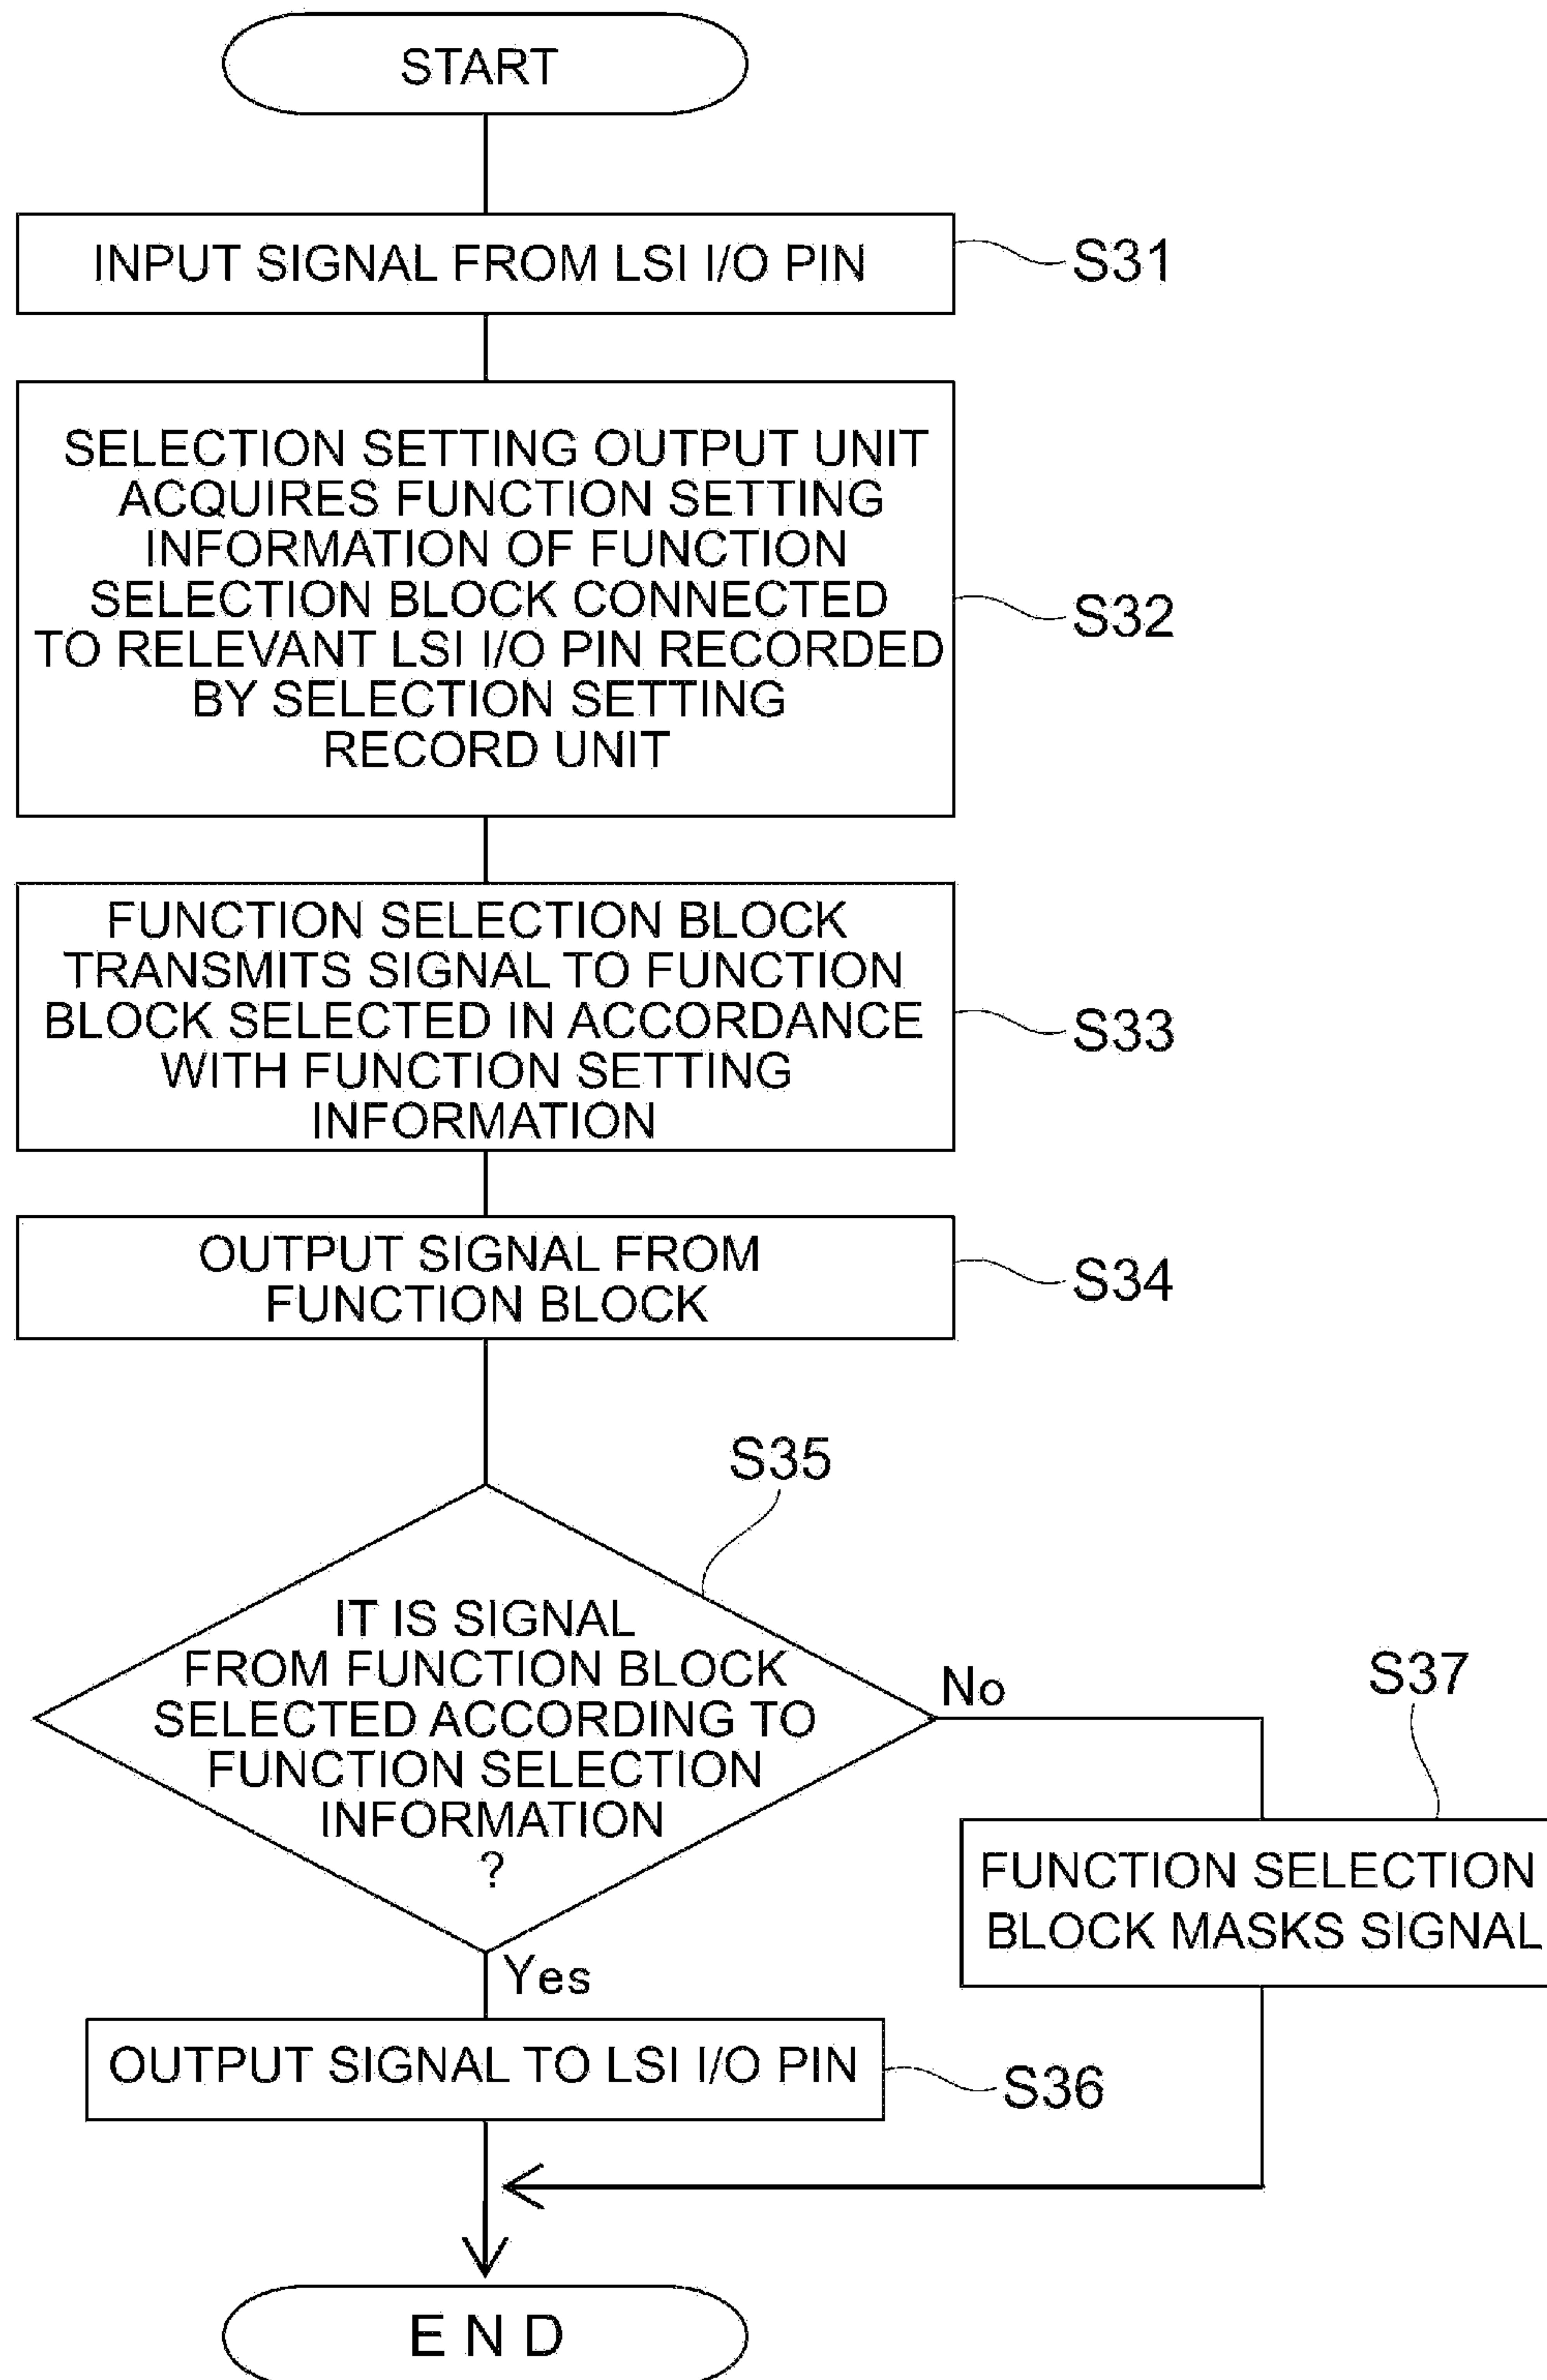 START
INPUT SIGNAL FROM LSI I/O PIN
S31
SELECTION SETTING OUTPUT UNIT
ACQUIRES FUNCTION SETTING
INFORMATION OF FUNCTION
SELECTION BLOCK CONNECTED
TO RELEVANT LSI I/O PIN RECORDED
BY SELECTION SETTING
RECORD UNIT
S32
FUNCTION SELECTION BLOCK
TRANSMITS SIGNAL TO FUNCTION
BLOCK SELECTED IN ACCORDANCE
WITH FUNCTION SETTING
INFORMATION
S33
OUTPUT SIGNAL FROM
FUNCTION BLOCK
S34
S35
IT IS SIGNAL
FROM FUNCTION BLOCK
SELECTED ACCORDING TO
FUNCTION SELECTION
INFORMATION
?
No
S37
FUNCTION SELECTION
BLOCK MASKS SIGNAL
Yes
OUTPUT SIGNAL TO LSI I/O PIN
S36
E N D